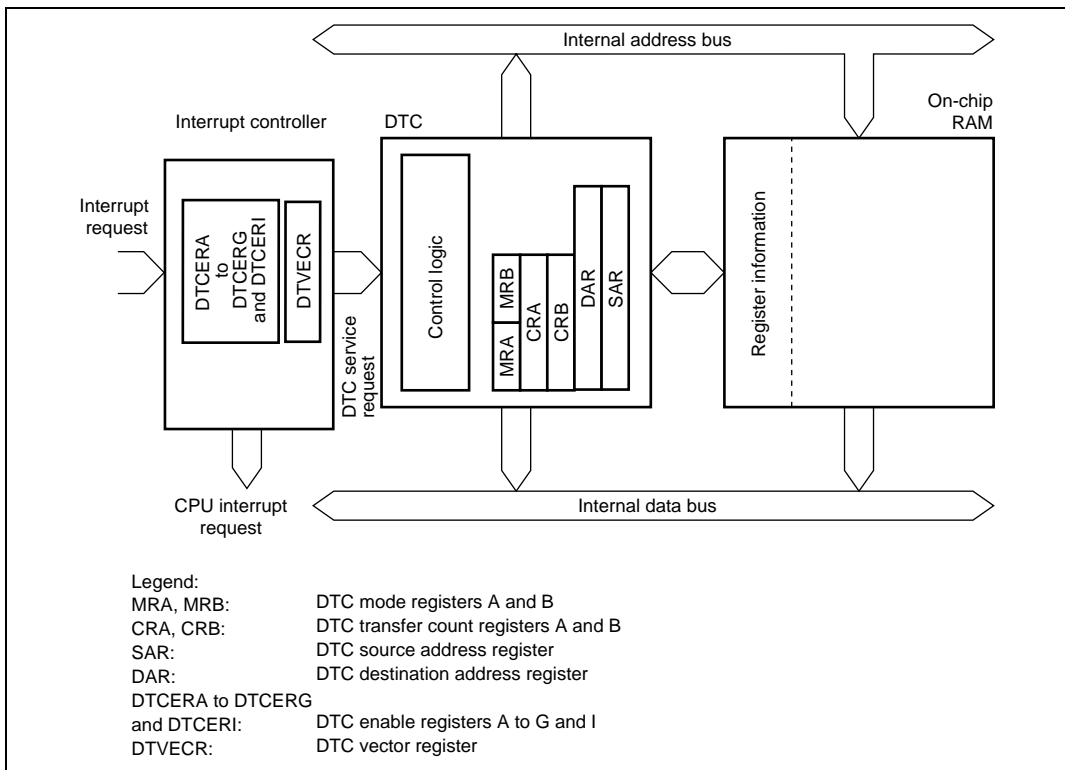 Internal address bus
On-chip
RAM
Interrupt controller
DTC
Interrupt
request
DTCERA
to
DTCERG
and DTCERI
DTVECR
DTC service
request
Control logic
MRA
MRB
CRA
CRB
DAR
SAR
Register information
CPU interrupt
request
Internal data bus
Legend:
MRA, MRB: DTC mode registers A and B
CRA, CRB: DTC transfer count registers A and B
SAR: DTC source address register
DAR: DTC destination address register
DTCERA to DTCERG
and DTCERI: DTC enable registers A to G and I
DTVECR: DTC vector register